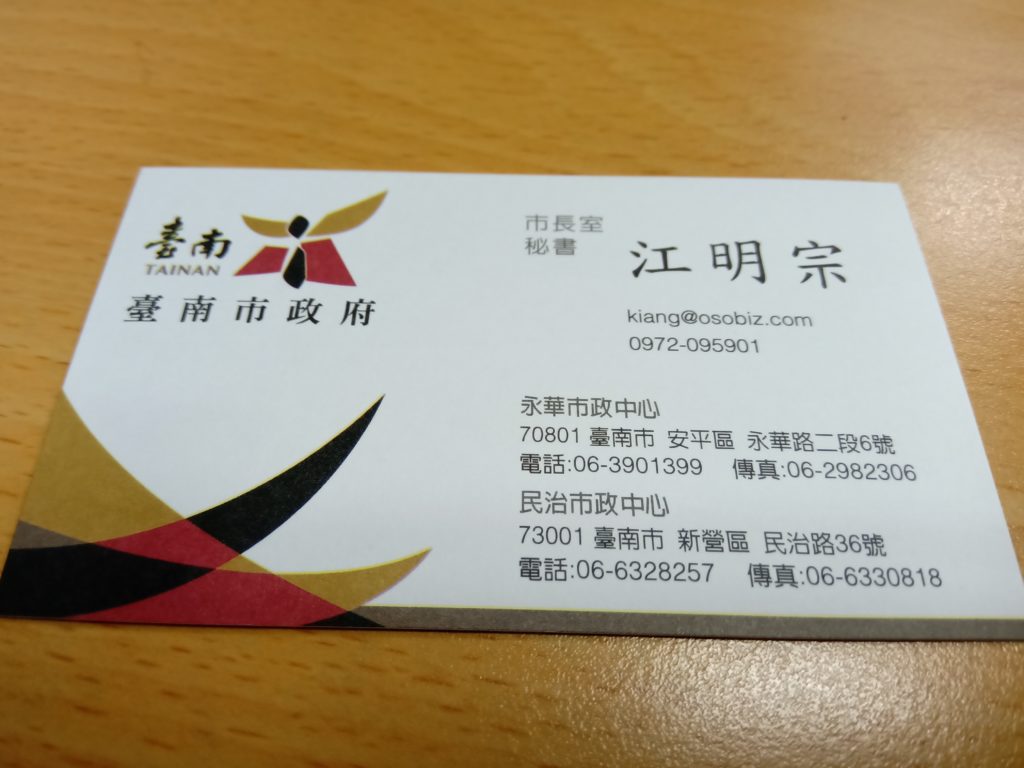 臺南
TAINAN
臺南市政府
市長室
秘書
江明宗
kiang@osobiz.com
0972-095901
永華市政中心
70801 臺南市 安平區 永華路二段6號
電話:06-3901399 傳真:06-2982306
民治市政中心
73001 臺南市 新營區 民治路36號
電話:06-6328257 傳真:06-6330818